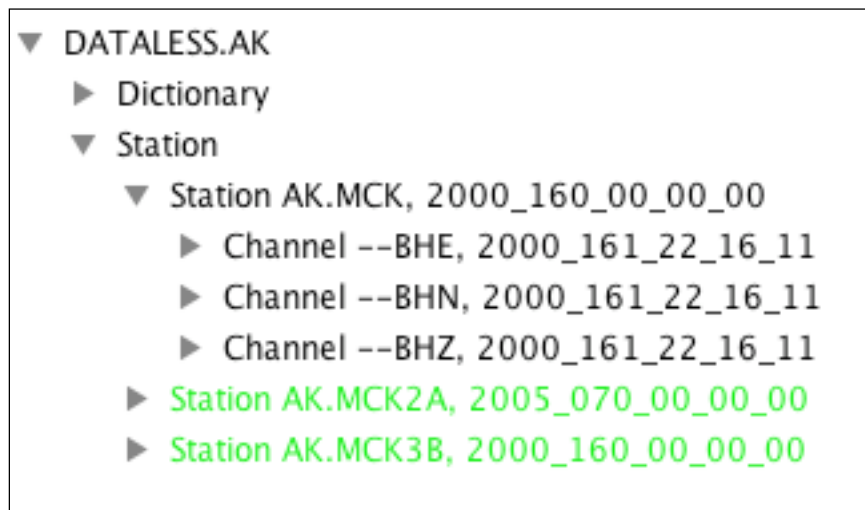 DATALESS.AK
Dictionary
Station
Station AK.MCK, 2000_160_00_00_00
Channel --BHE, 2000_161_22_16_11
Channel --BHN, 2000_161_22_16_11
Channel --BHZ, 2000_161_22_16_11
Station AK.MCK2A, 2005_070_00_00_00
Station AK.MCK3B, 2000_160_00_00_00